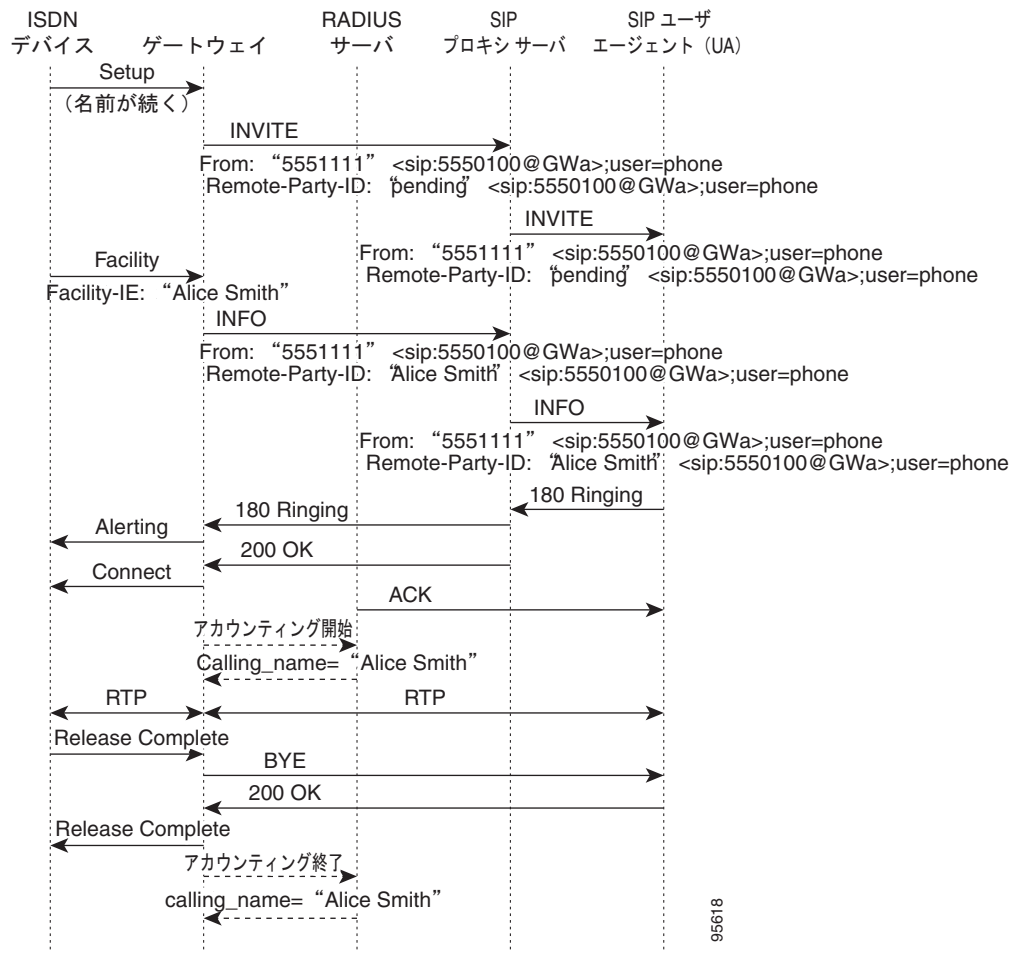 ISDN
デバイス
ゲートウェイ
RADIUS
サーバ
SIP
プロキシ サーバ
SIP ユーザ
エージェント（UA）
Setup
（名前が続く）
INVITE
From: “5551111” <sip:5550100@GWa>;user=phone
Remote-Party-ID: “pending” <sip:5550100@GWa>;user=phone
INVITE
From: “5551111” <sip:5550100@GWa>;user=phone
Remote-Party-ID: “pending” <sip:5550100@GWa>;user=phone
Facility
Facility-IE: “Alice Smith”
INFO
From: “5551111” <sip:5550100@GWa>;user=phone
Remote-Party-ID: “Alice Smith” <sip:5550100@GWa>;user=phone
INFO
From: “5551111” <sip:5550100@GWa>;user=phone
Remote-Party-ID: “Alice Smith” <sip:5550100@GWa>;user=phone
180 Ringing
180 Ringing
Alerting
200 OK
Connect
ACK
アカウンティング開始
Calling_name= “Alice Smith”
RTP
RTP
Release Complete
BYE
200 OK
Release Complete
アカウンティング終了
calling_name= “Alice Smith”
95618